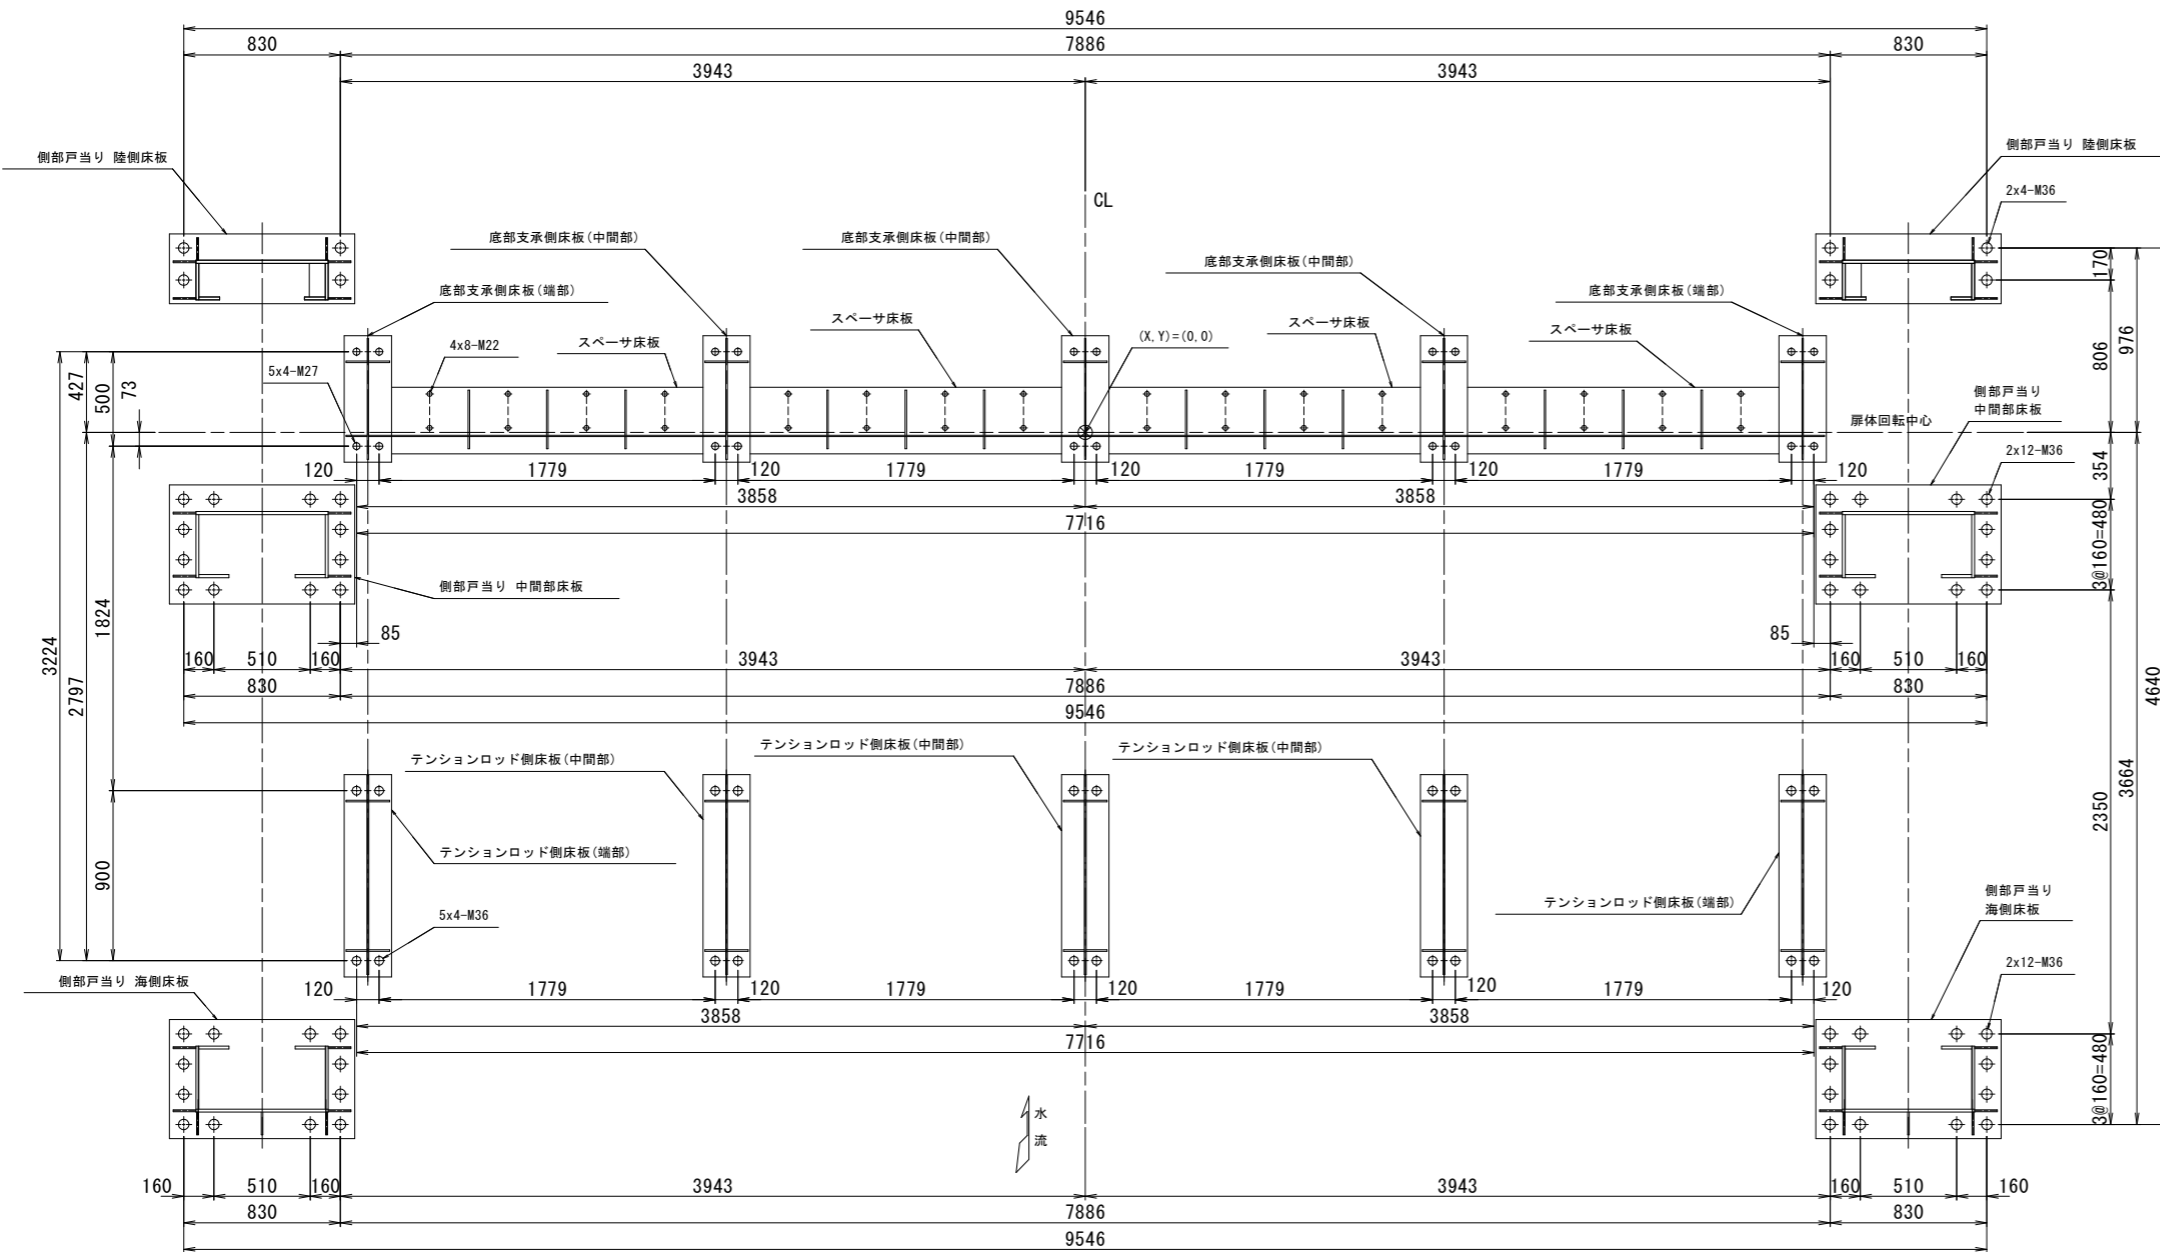 9546
830
7886
830
3943
3943
側部戸当り 陸側床板
側部戸当り 陸側床板
2x4-M36
CL
底部支承側床板(中間部)
底部支承側床板(中間部)
底部支承側床板(中間部)
底部支承側床板(端部)
底部支承側床板(端部)
170
976
806
スペーサ床板
スペーサ床板
スペーサ床板
スペーサ床板
4x8-M22
(X,Y)=(0,0)
5x4-M27
427
500
73
側部戸当り
中間部床板
扉体回転中心
2x12-M36
354
120
1779
120
1779
120
1779
120
1779
120
3858
3858
7716
3@160=480
側部戸当り 中間部床板
1824
85
85
160
510
160
3943
3943
160
510
160
830
7886
830
9546
3224
2797
4640
3664
2350
テンションロッド側床板(中間部)
テンションロッド側床板(中間部)
テンションロッド側床板(中間部)
テンションロッド側床板(端部)
900
テンションロッド側床板(端部)
5x4-M36
側部戸当り
海側床板
側部戸当り 海側床板
2x12-M36
120
1779
120
1779
120
1779
120
1779
120
3858
3858
7716
3@160=480
水
流
160
510
160
3943
3943
160
510
160
830
7886
830
9546